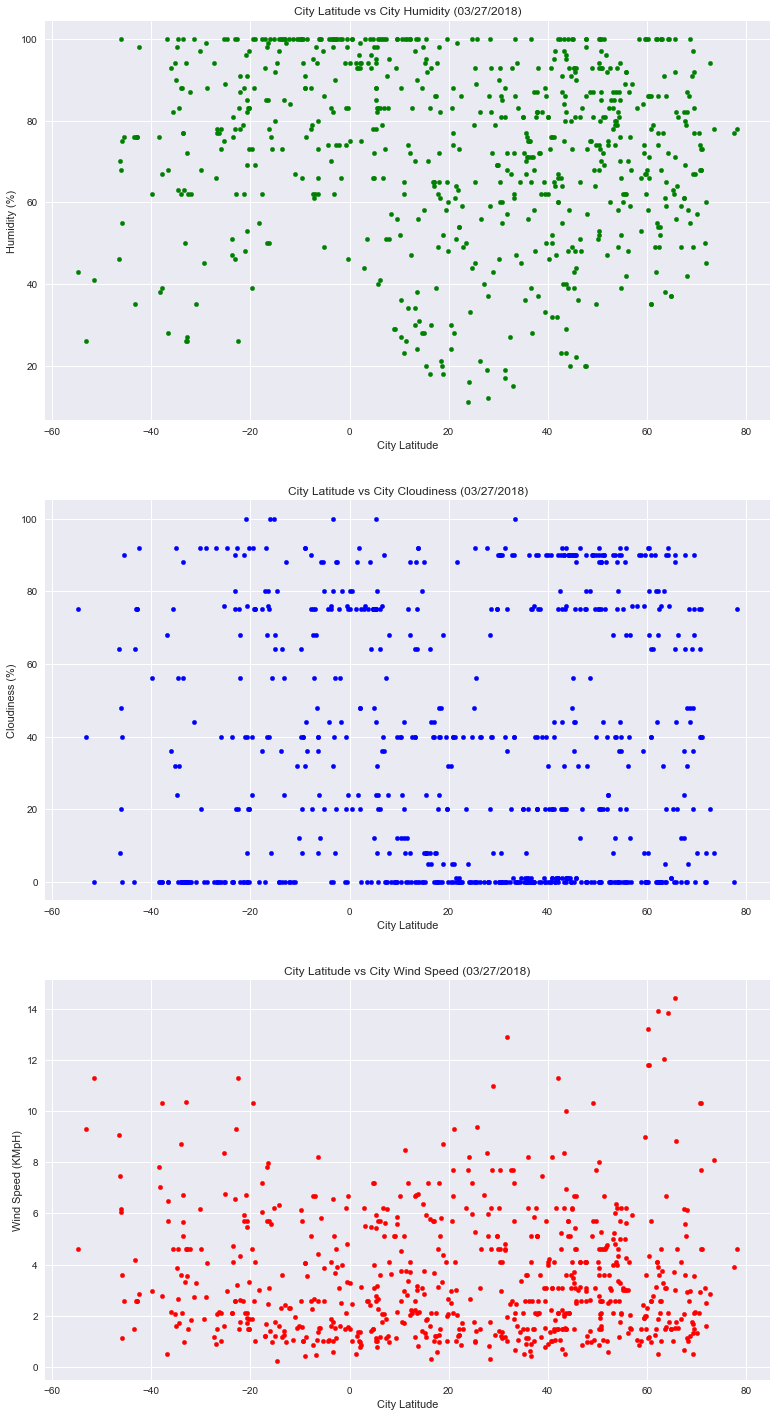 City Latitude vs City Humidity (03/27/2018)
100
80
60
40
20
Humidity (%)
−60 −40 −20 0 20 40 60 80
City Latitude
City Latitude vs City Cloudiness (03/27/2018)
100
80
60
40
20
0
Cloudiness (%)
−60 −40 −20 0 20 40 60 80
City Latitude
City Latitude vs City Wind Speed (03/27/2018)
14
12
10
8
6
4
2
0
Wind Speed (KMpH)
−60 −40 −20 0 20 40 60 80
City Latitude